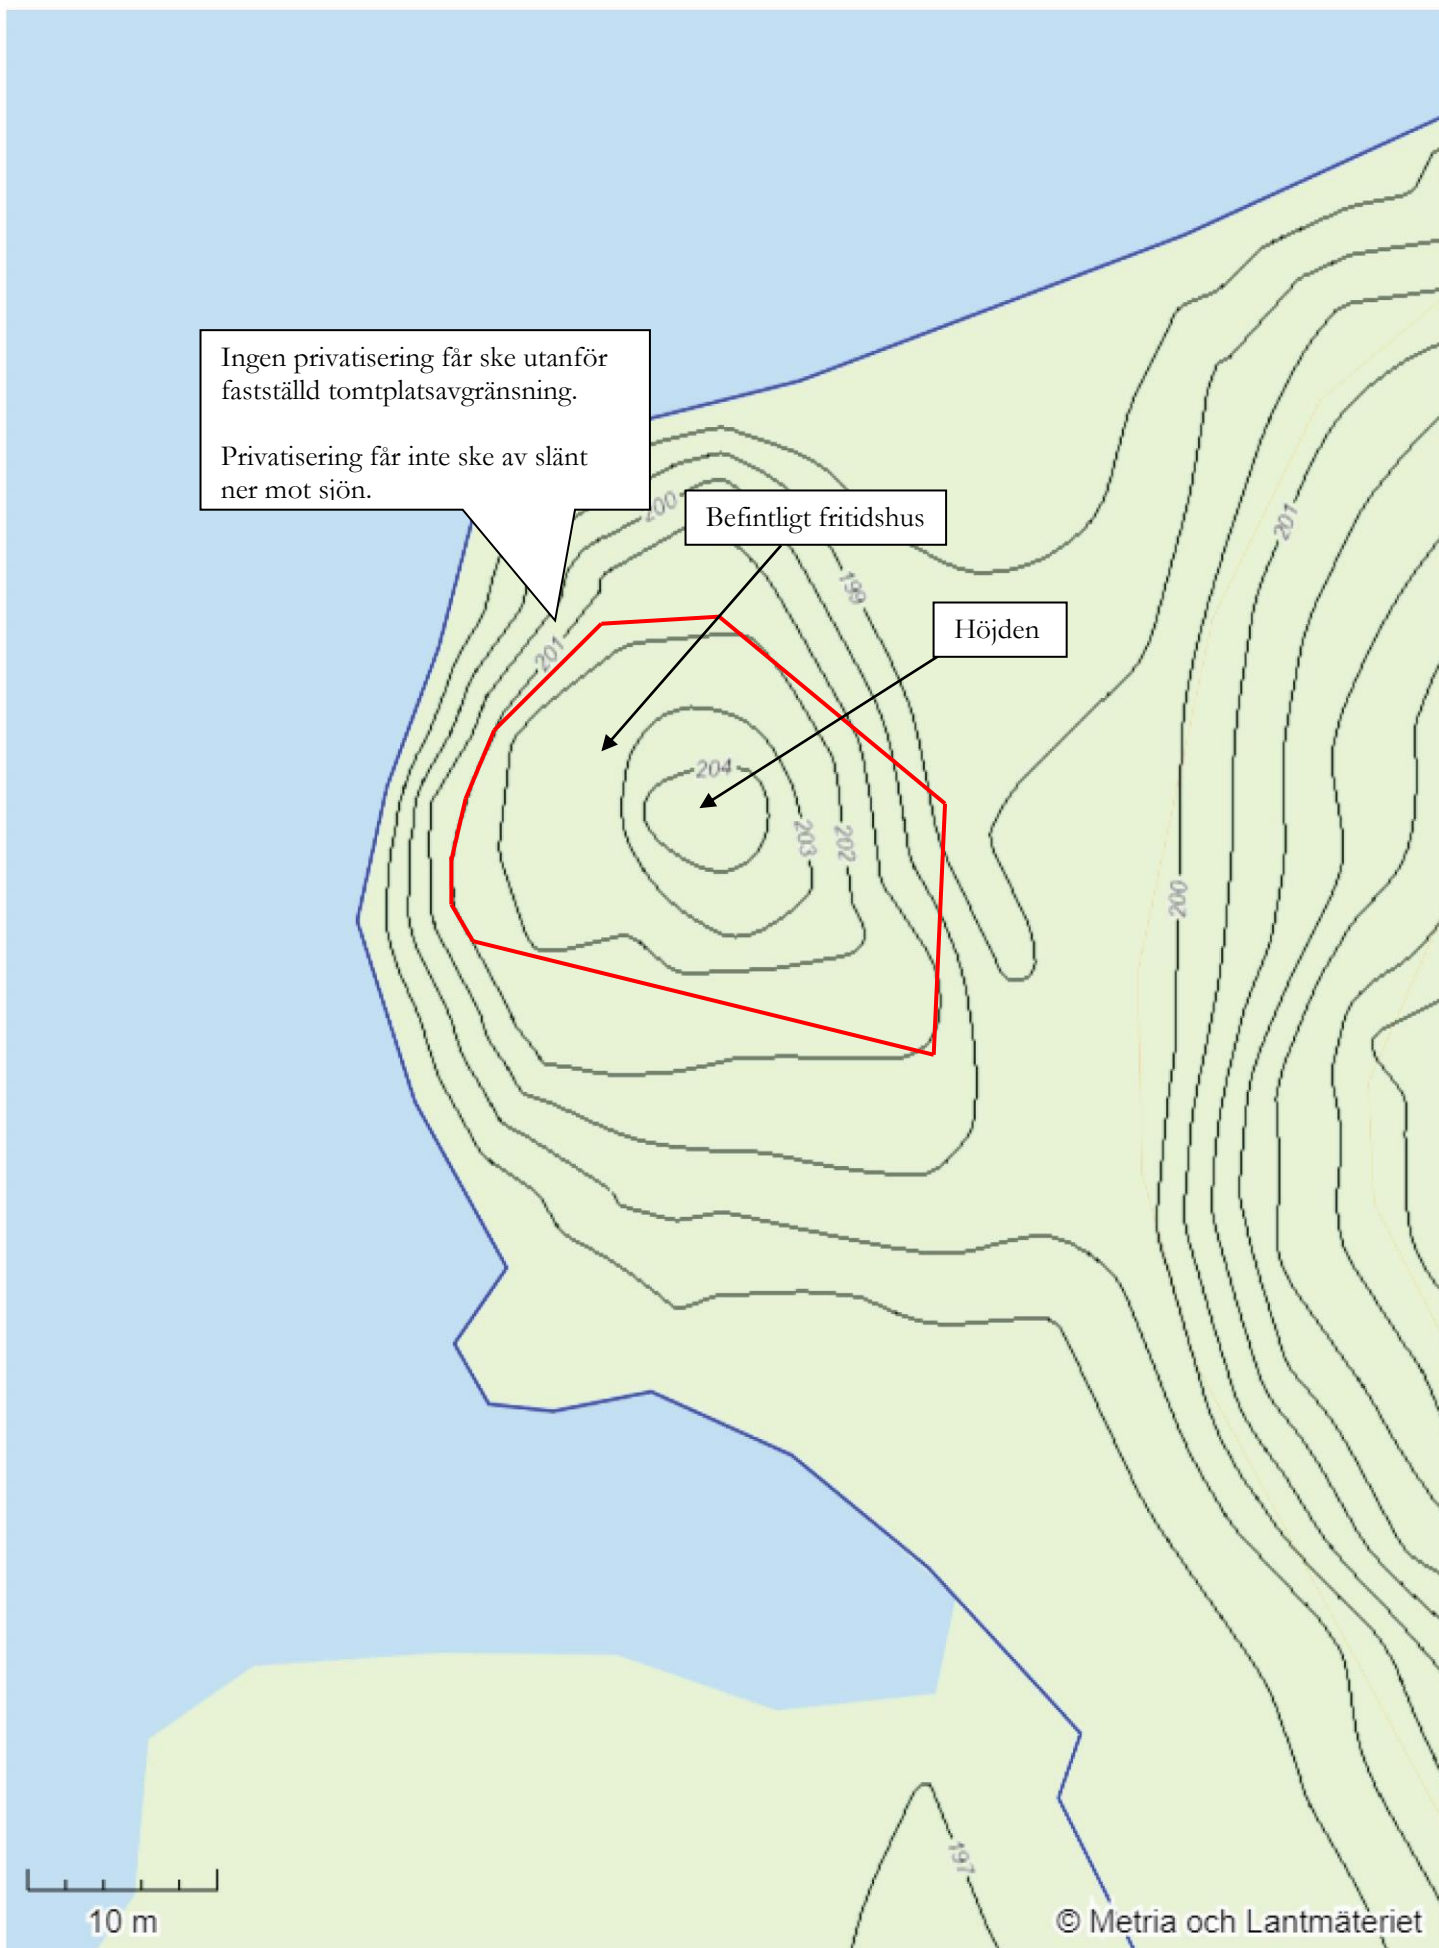 Ingen privatisering får ske utanför
fastställd tomtplatsavgränsning.
Privatisering får inte ske av slänt
ner mot sjön.
200
Befintligt fritidshus
199
201
Höjden
201
204
203
202
200
197
10 m
© Metria och Lantmäteriet